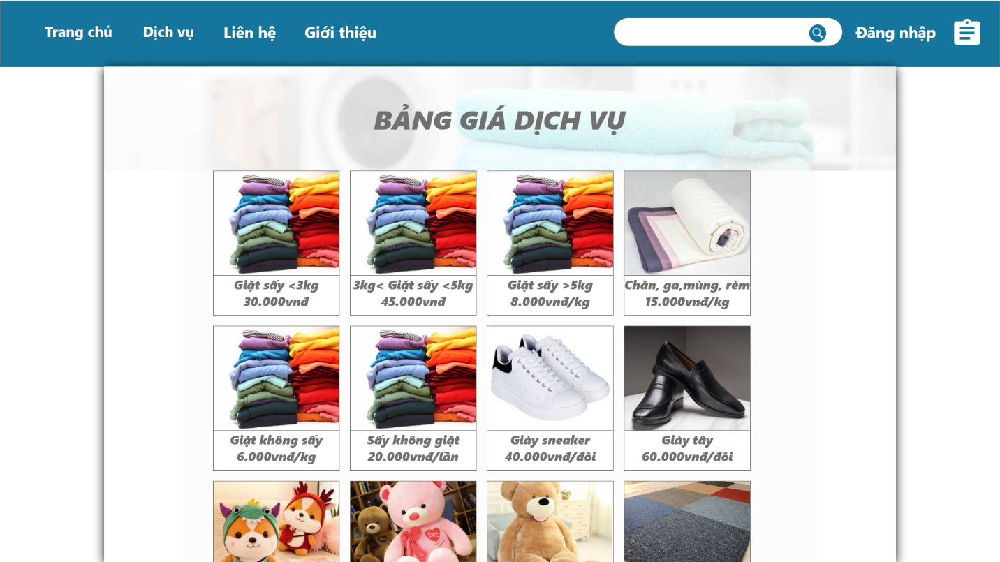 Trang chủ
Dịch vụ
Liên hệ
Giới thiệu
Đăng nhập
BẢNG GIÁ DỊCH VỤ
Giặt sấy <3kg
30.000vnđ
3kg< Giặt sấy <5kg
45.000vnđ
Giặt sấy >5kg
8.000vnđ/kg
Chăn, ga,mùng, rèm
15.000vnđ/kg
Giặt không sấy
6.000vnđ/kg
Sấy không giặt
20.000vnđ/lần
Giày sneaker
40.000vnđ/đôi
Giày tây
60.000vnđ/đôi